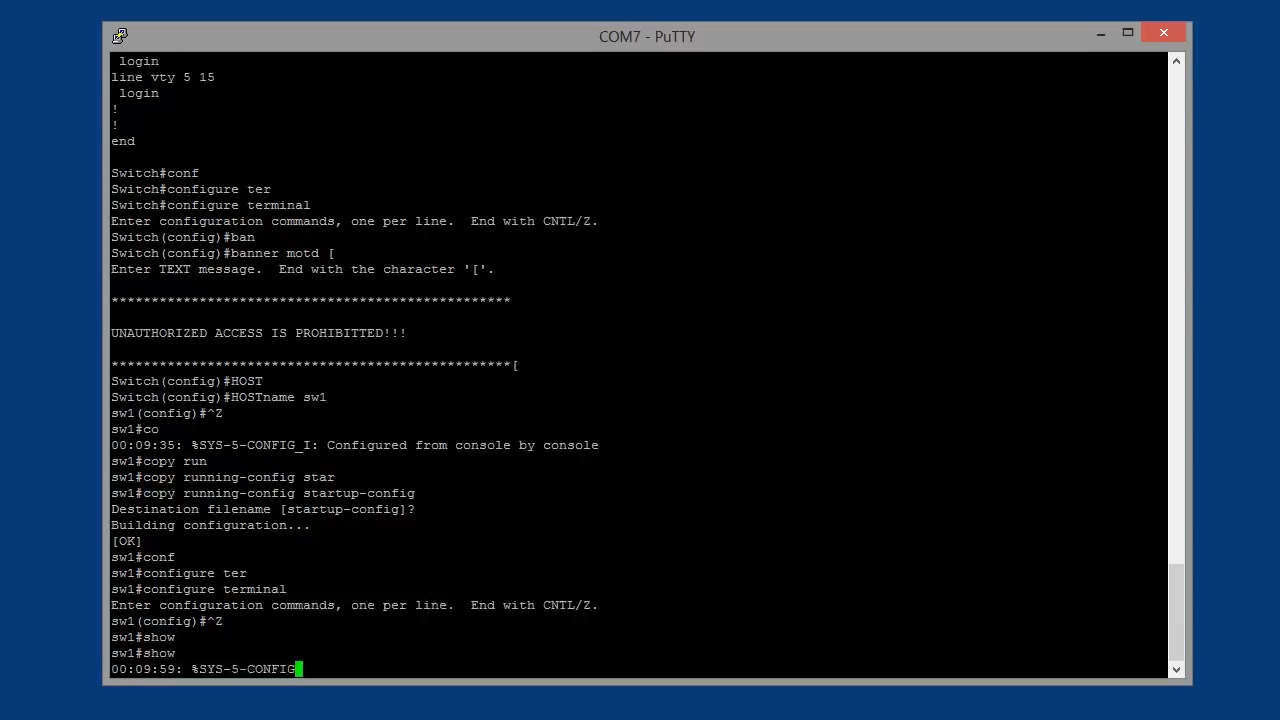 COM7 - PuTTY
login
line vty 5 15
login
!
!
end
Switch#conf
Switch#configure ter
Switch#configure terminal
Enter configuration commands, one per line.  End with CNTL/Z.
Switch(config)#ban
Switch(config)#banner motd [
Enter TEXT message.  End with the character '['.
**************************************************
UNAUTHORIZED ACCESS IS PROHIBITTED!!!
**************************************************[
Switch(config)#HOST
Switch(config)#HOSTname sw1
sw1(config)#^Z
sw1#co
00:09:35: %SYS-5-CONFIG_I: Configured from console by console
sw1#copy run
sw1#copy running-config star
sw1#copy running-config startup-config
Destination filename [startup-config]?
Building configuration...
[OK]
sw1#conf
sw1#configure ter
sw1#configure terminal
Enter configuration commands, one per line.  End with CNTL/Z.
sw1(config)#^Z
sw1#show
sw1#show
00:09:59: %SYS-5-CONFIG